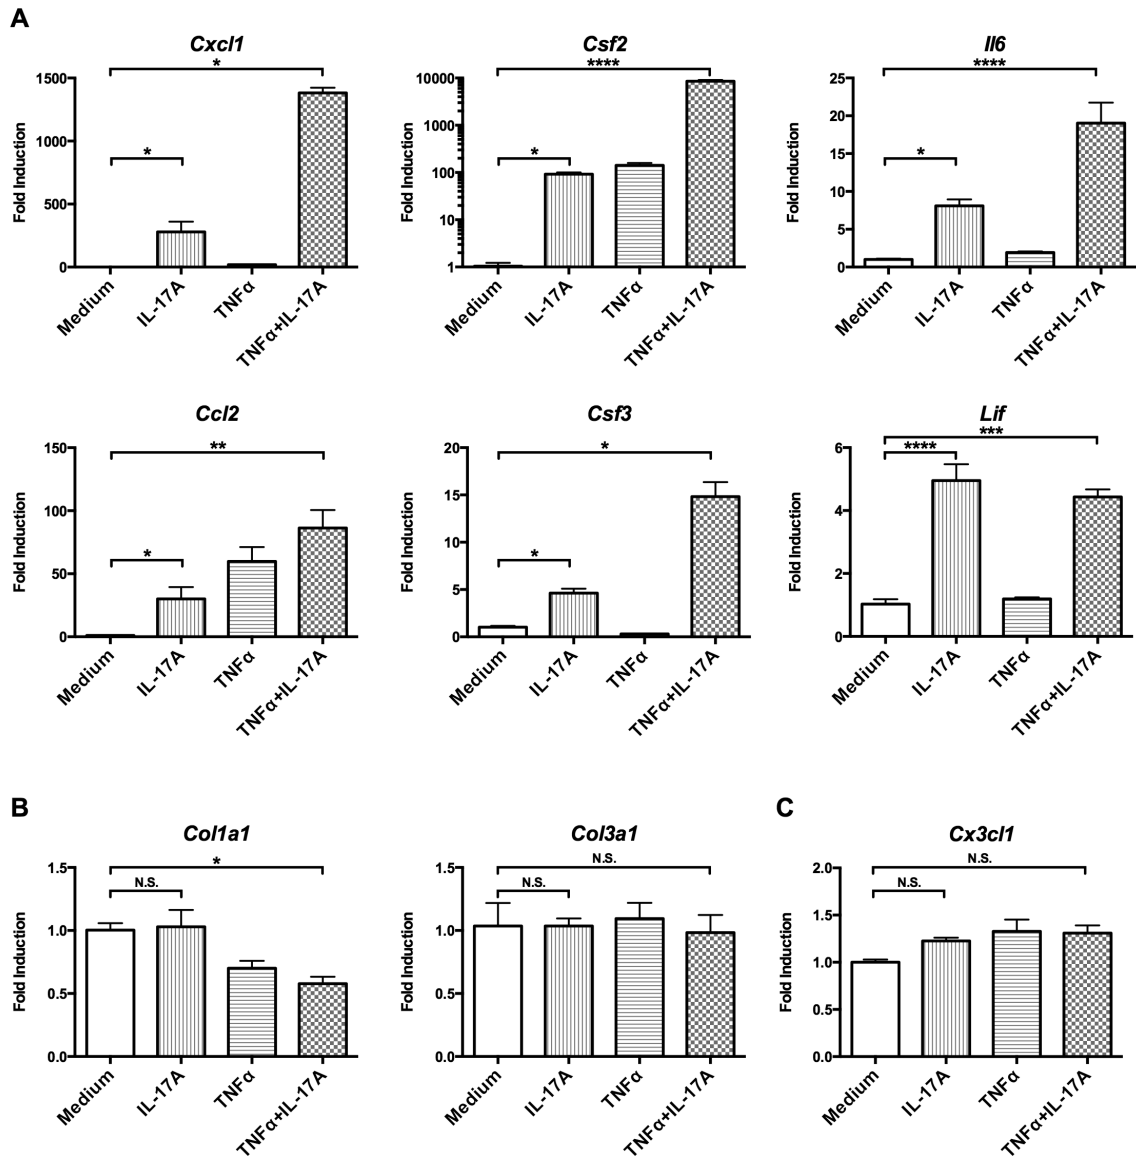 A
Cxcl1
*
*
Fold Induction
1500
1000
500
0
Medium
IL-17A
TNFα
TNFα+IL-17A
Csf2
****
*
Fold Induction
10000
1000
100
10
1
Medium
IL-17A
TNFα
TNFα+IL-17A
Il6
****
*
Fold Induction
25
20
15
10
5
0
Medium
IL-17A
TNFα
TNFα+IL-17A
Ccl2
**
*
Fold Induction
150
100
50
0
Medium
IL-17A
TNFα
TNFα+IL-17A
Csf3
*
*
Fold Induction
20
15
10
5
0
Medium
IL-17A
TNFα
TNFα+IL-17A
Lif
***
****
Fold Induction
6
4
2
0
Medium
IL-17A
TNFα
TNFα+IL-17A
B
Col1a1
*
N.S.
Fold Induction
1.5
1.0
0.5
0.0
Medium
IL-17A
TNFα
TNFα+IL-17A
Col3a1
N.S.
N.S.
Fold Induction
1.5
1.0
0.5
0.0
Medium
IL-17A
TNFα
TNFα+IL-17A
C
Cx3cl1
N.S.
N.S.
Fold Induction
2.0
1.5
1.0
0.5
0.0
Medium
IL-17A
TNFα
TNFα+IL-17A